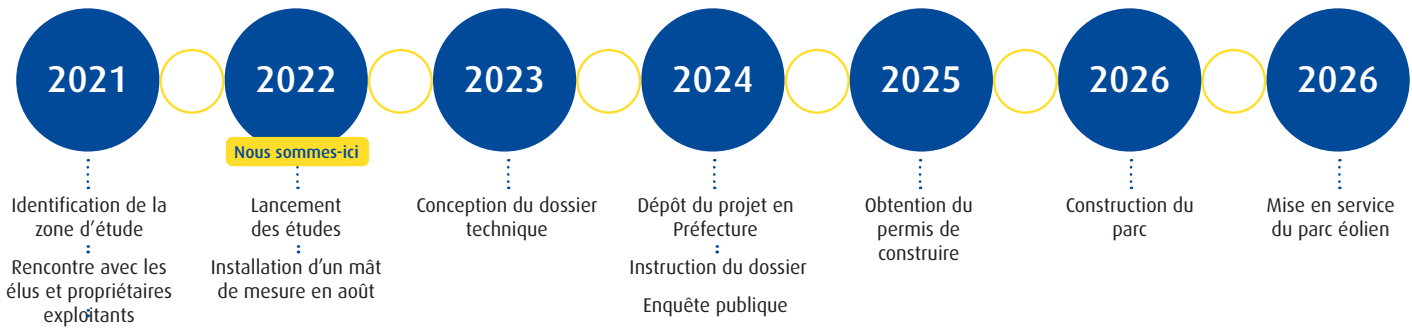 2021
2022
2023
2024
2025
2026
2026
Nous sommes-ici
Identification de la
zone d'étude
Rencontre avec les
élus et propriétaires
exploitants
Lancement
des études
Installation d'un mât
de mesure en août
Conception du dossier
technique
Dépôt du projet en
Préfecture
Instruction du dossier
Enquête publique
Obtention du
permis de
construire
Construction du
parc
Mise en service
du parc éolien